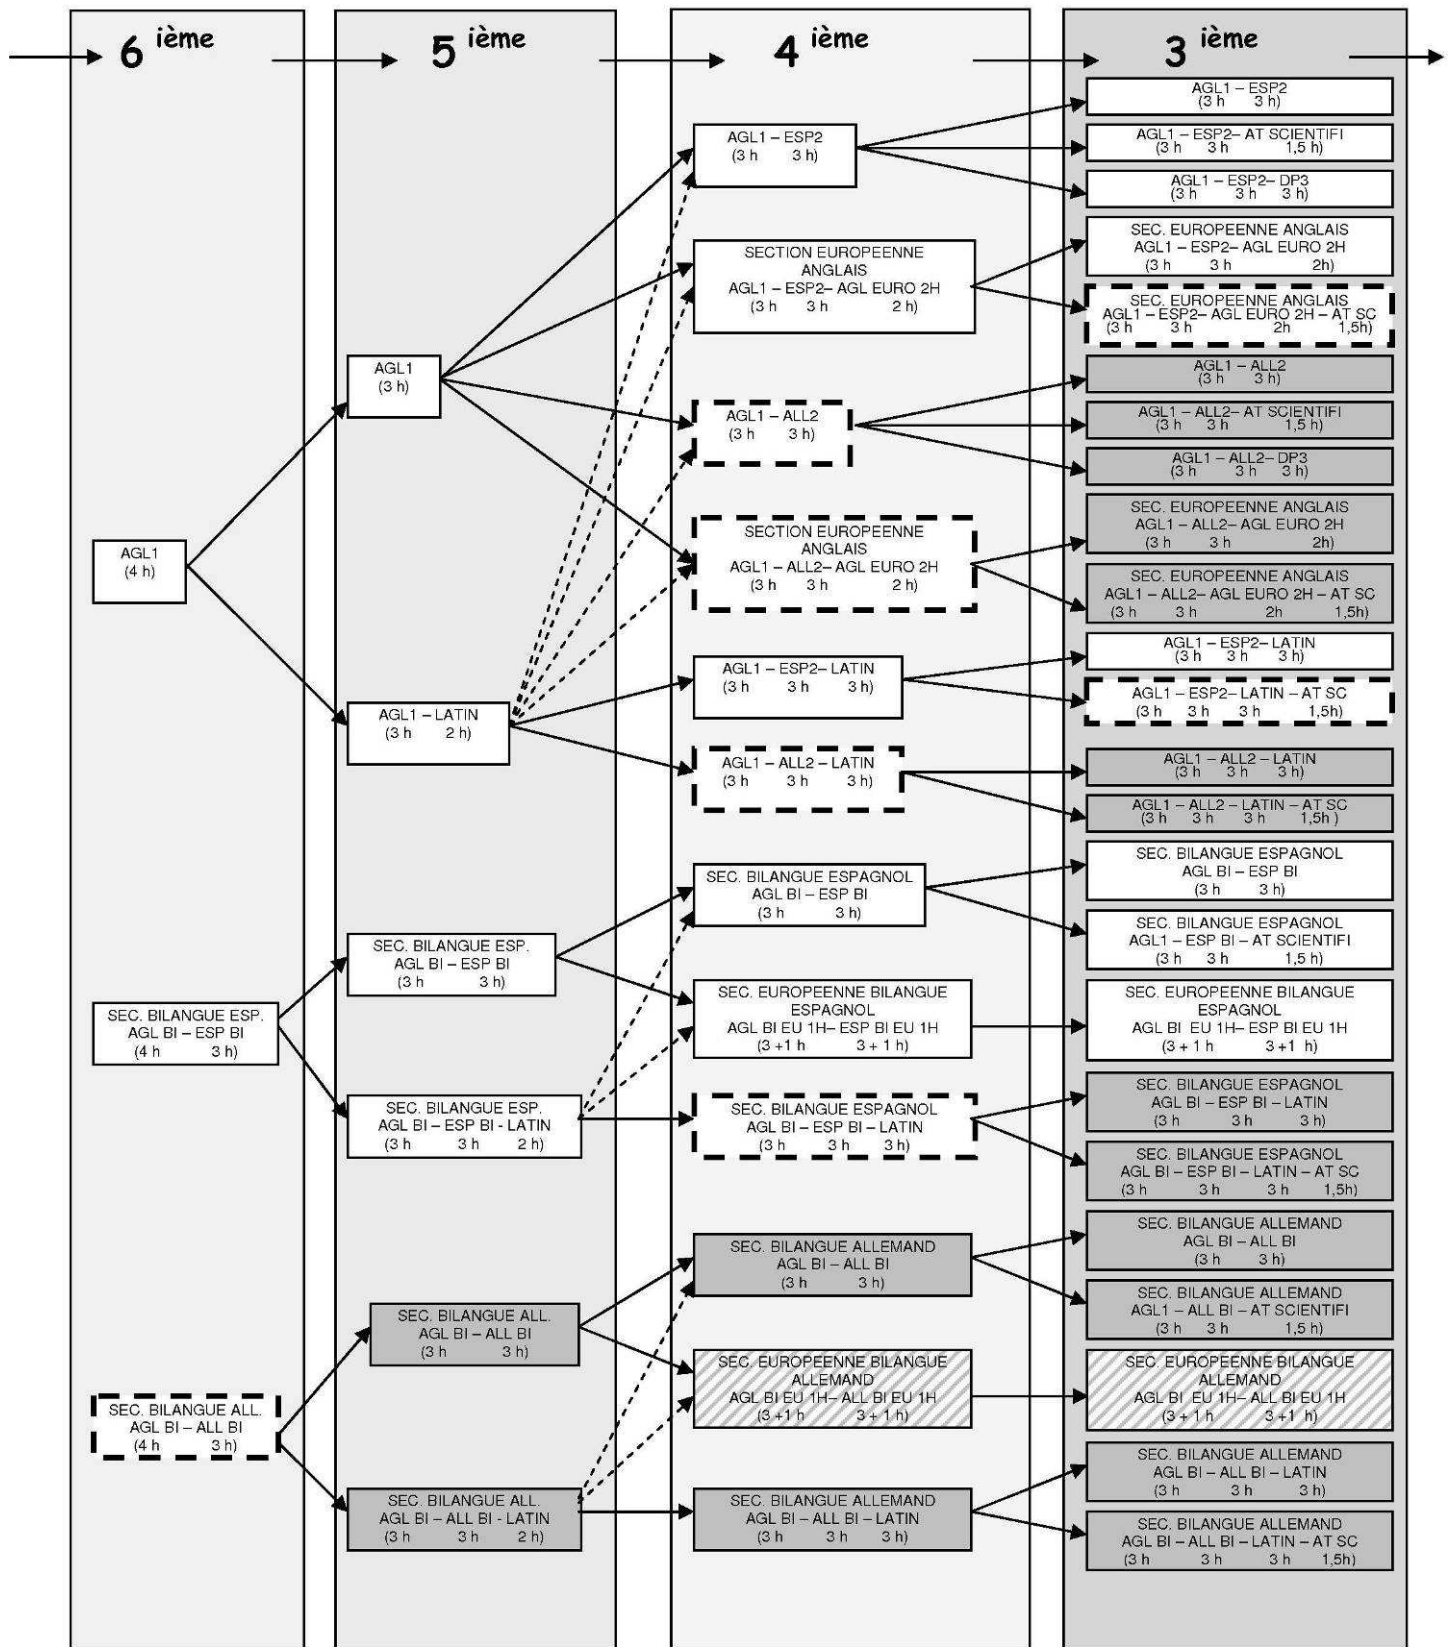 6 ième
5 ième
4 ième
3 ième
AGL1
(4 h)
SEC. BILANGUE ESP.
AGL BI – ESP BI
(4 h 3 h)
SEC. BILANGUE ALL.
AGL BI – ALL BI
(4 h 3 h)
AGL1
(3 h)
AGL1 – LATIN
(3 h 2 h)
SEC. BILANGUE ESP.
AGL BI – ESP BI
(3 h 3 h)
SEC. BILANGUE ESP.
AGL BI – ESP BI - LATIN
(3 h 3 h 2 h)
SEC. BILANGUE ALL.
AGL BI – ALL BI
(3 h 3 h)
SEC. BILANGUE ALL.
AGL BI – ALL BI - LATIN
(3 h 3 h 2 h)
AGL1 – ESP2
(3 h 3 h)
SECTION EUROPEENNE
ANGLAIS
AGL1 – ESP2– AGL EURO 2H
(3 h 3 h 2 h)
AGL1 – ALL2
(3 h 3 h)
SECTION EUROPEENNE
ANGLAIS
AGL1 – ALL2– AGL EURO 2H
(3 h 3 h 2 h)
AGL1 – ESP2– LATIN
(3 h 3 h 3 h)
AGL1 – ALL2 – LATIN
(3 h 3 h 3 h)
SEC. BILANGUE ESPAGNOL
AGL BI – ESP BI
(3 h 3 h)
SEC. EUROPEENNE BILANGUE
ESPAGNOL
AGL BI EU 1H– ESP BI EU 1H
(3 +1 h 3 + 1 h)
SEC. BILANGUE ESPAGNOL
AGL BI – ESP BI – LATIN
(3 h 3 h 3 h)
SEC. BILANGUE ALLEMAND
AGL BI – ALL BI
(3 h 3 h)
SEC. EUROPEENNE BILANGUE
ALLEMAND
AGL BI EU 1H– ALL BI EU 1H
(3 +1 h 3 + 1 h)
SEC. BILANGUE ALLEMAND
AGL BI – ALL BI – LATIN
(3 h 3 h 3 h)
AGL1 – ESP2
(3 h 3 h)
AGL1 – ESP2– AT SCIENTIFI
(3 h 3 h 1,5 h)
AGL1 – ESP2– DP3
(3 h 3 h 3 h)
SEC. EUROPEENNE ANGLAIS
AGL1 – ESP2– AGL EURO 2H
(3 h 3 h 2h)
SEC. EUROPEENNE ANGLAIS
AGL1 – ESP2– AGL EURO 2H – AT SC
(3 h 3 h 2h 1,5h)
AGL1 – ALL2
(3 h 3 h)
AGL1 – ALL2– AT SCIENTIFI
(3 h 3 h 1,5 h)
AGL1 – ALL2– DP3
(3 h 3 h 3 h)
SEC. EUROPEENNE ANGLAIS
AGL1 – ALL2– AGL EURO 2H
(3 h 3 h 2h)
SEC. EUROPEENNE ANGLAIS
AGL1 – ALL2– AGL EURO 2H – AT SC
(3 h 3 h 2h 1,5h)
AGL1 – ESP2– LATIN
(3 h 3 h 3 h)
AGL1 – ESP2– LATIN – AT SC
(3 h 3 h 3 h 1,5h)
AGL1 – ALL2 – LATIN
(3 h 3 h 3 h)
AGL1 – ALL2 – LATIN – AT SC
(3 h 3 h 3 h 1,5h )
SEC. BILANGUE ESPAGNOL
AGL BI – ESP BI
(3 h 3 h)
SEC. BILANGUE ESPAGNOL
AGL1 – ESP BI – AT SCIENTIFI
(3 h 3 h 1,5 h)
SEC. EUROPEENNE BILANGUE
ESPAGNOL
AGL BI EU 1H– ESP BI EU 1H
(3 + 1 h 3 +1 h)
SEC. BILANGUE ESPAGNOL
AGL BI – ESP BI – LATIN
(3 h 3 h 3 h)
SEC. BILANGUE ESPAGNOL
AGL BI – ESP BI – LATIN – AT SC
(3 h 3 h 3 h 1,5h)
SEC. BILANGUE ALLEMAND
AGL BI – ALL BI
(3 h 3 h)
SEC. BILANGUE ALLEMAND
AGL1 – ALL BI – AT SCIENTIFI
(3 h 3 h 1,5 h)
SEC. EUROPEENNE BILANGUE
ALLEMAND
AGL BI EU 1H– ALL BI EU 1H
(3 + 1 h 3 +1 h)
SEC. BILANGUE ALLEMAND
AGL BI – ALL BI – LATIN
(3 h 3 h 3 h)
SEC. BILANGUE ALLEMAND
AGL BI – ALL BI – LATIN – AT SC
(3 h 3 h 3 h 1,5h)